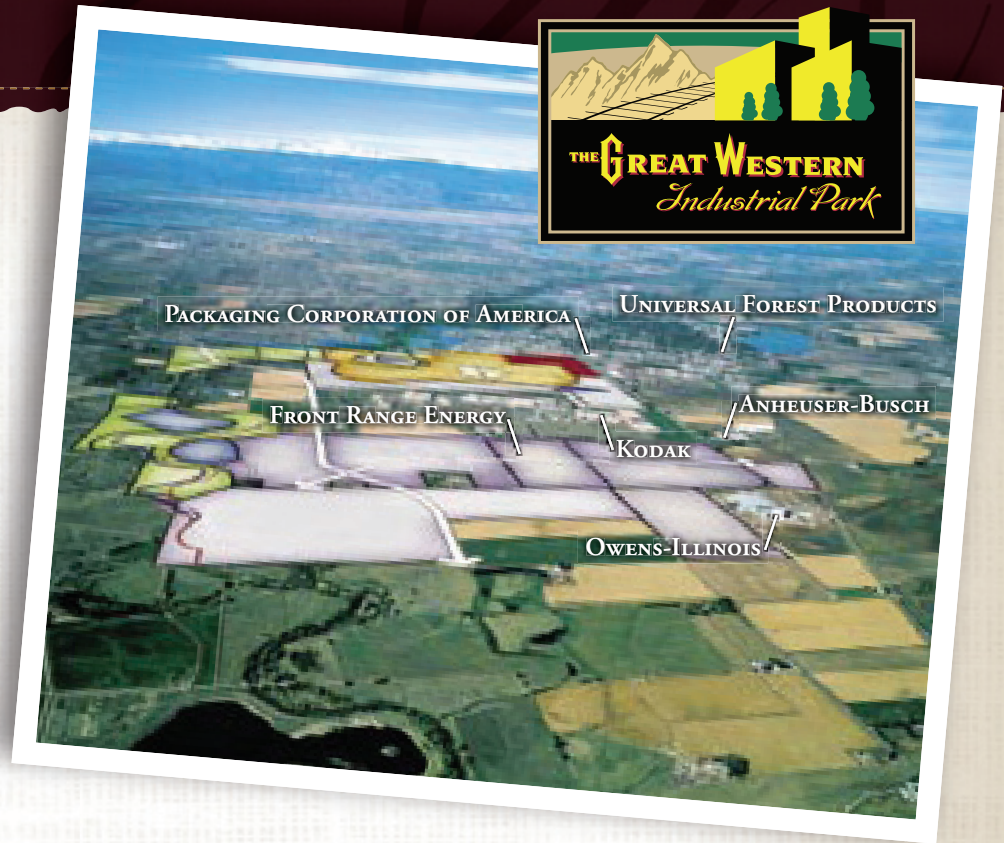 THE GREAT WESTERN
Industrial Park
PACKAGING CORPORATION OF AMERICA
UNIVERSAL FOREST PRODUCTS
FRONT RANGE ENERGY
ANHEUSER-BUSCH
KODAK
OWENS-ILLINOIS